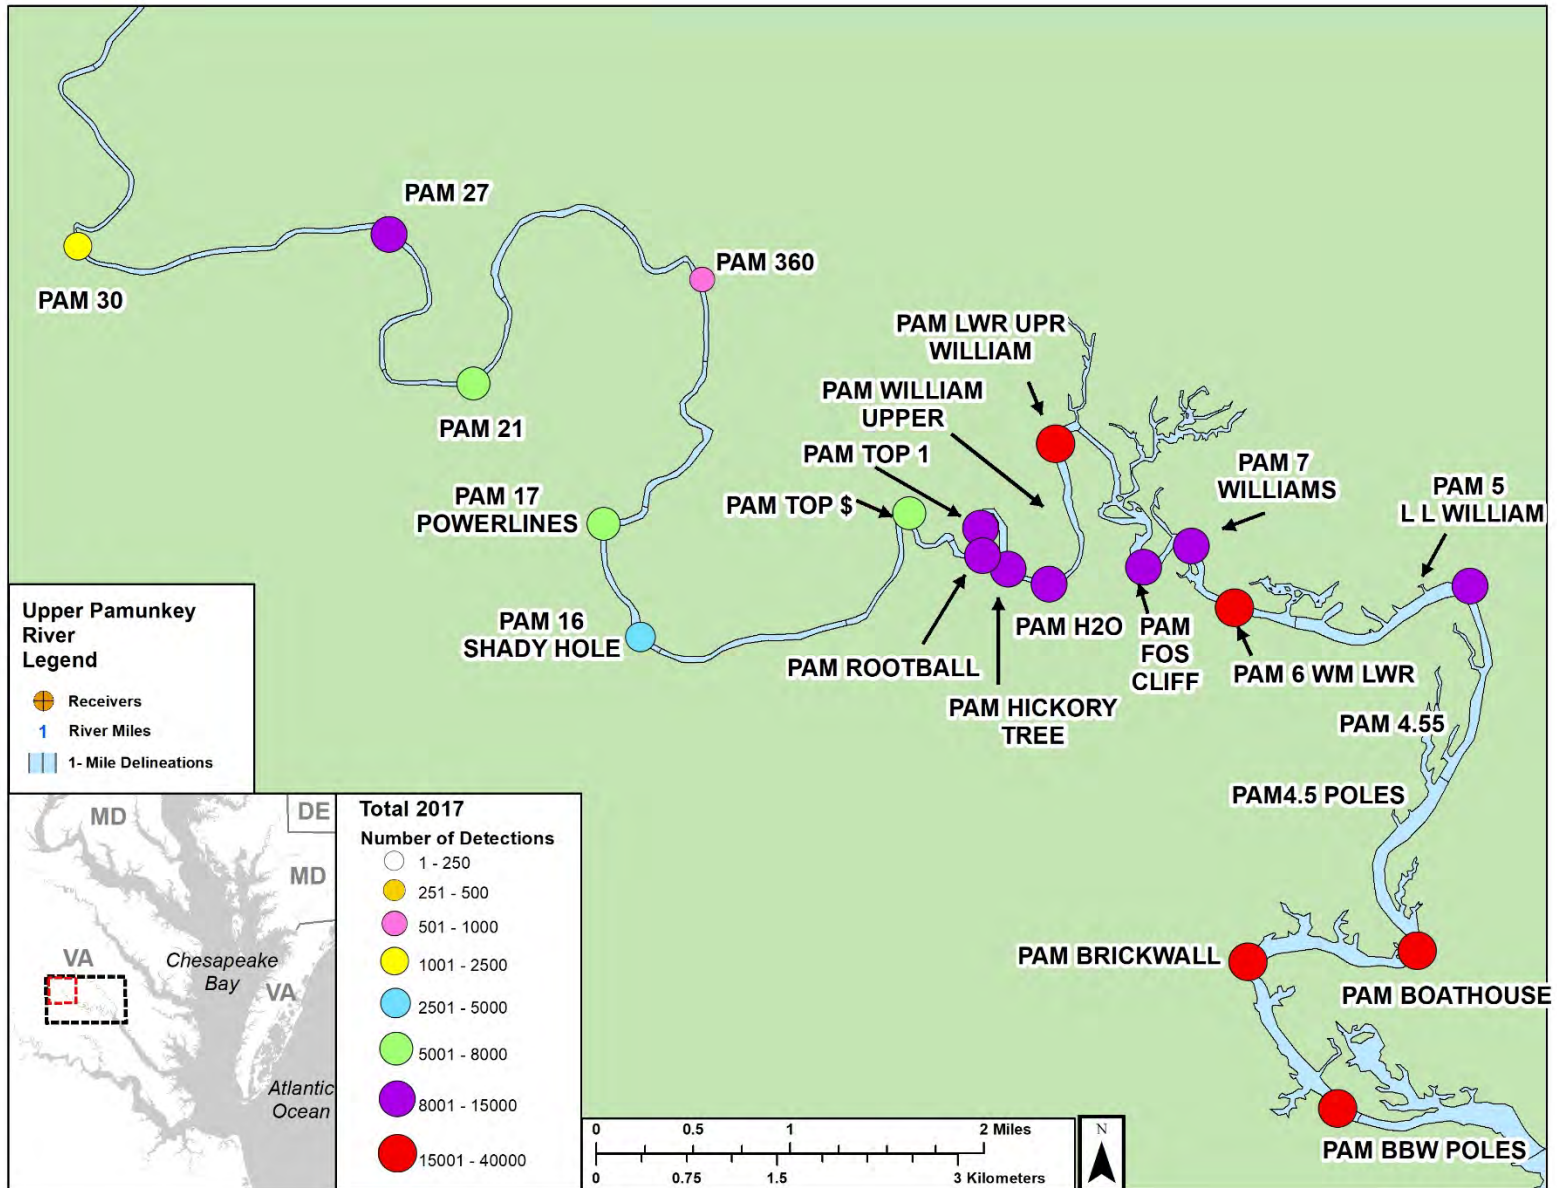 PAM 27
PAM 360
PAM 30
PAM LWR UPR
WILLIAM
PAM WILLIAM
UPPER
PAM 21
PAM TOP 1
PAM 7
WILLIAMS
PAM 17
POWERLINES
PAM TOP $
PAM 5
L L WILLIAM
PAM 16
SHADY HOLE
PAM H2O
PAM
FOS
CLIFF
PAM ROOTBALL
PAM 6 WM LWR
PAM HICKORY
TREE
PAM 4.55
PAM4.5 POLES
PAM BRICKWALL
PAM BOATHOUSE
PAM BBW POLES
Upper Pamunkey
River
Legend
Receivers
1 River Miles
1- Mile Delineations
MD
DE
MD
VA
Chesapeake
Bay
VA
Atlantic
Ocean
Total 2017
Number of Detections
1 - 250
251 - 500
501 - 1000
1001 - 2500
2501 - 5000
5001 - 8000
8001 - 15000
15001 - 40000
0 0.5 1 2 Miles
0 0.75 1.5 3 Kilometers
N